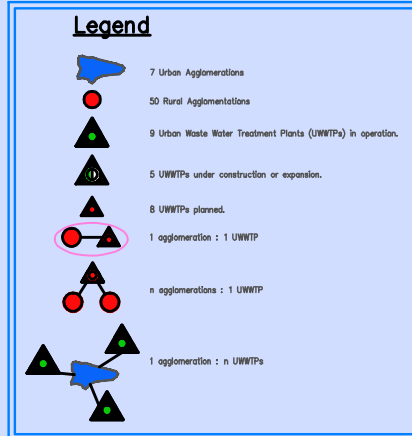 Legend
7 Urban Agglomerations
50 Rural Agglomentations
9 Urban Waste Water Treatment Plants (UWWTPs) in operation.
5 UWWTPs under construction or expansion.
8 UWWTPs planned.
1 agglomeration : 1 UWWTP
n agglomerations : 1 UWWTP
1 agglomeration : n UWWTPs